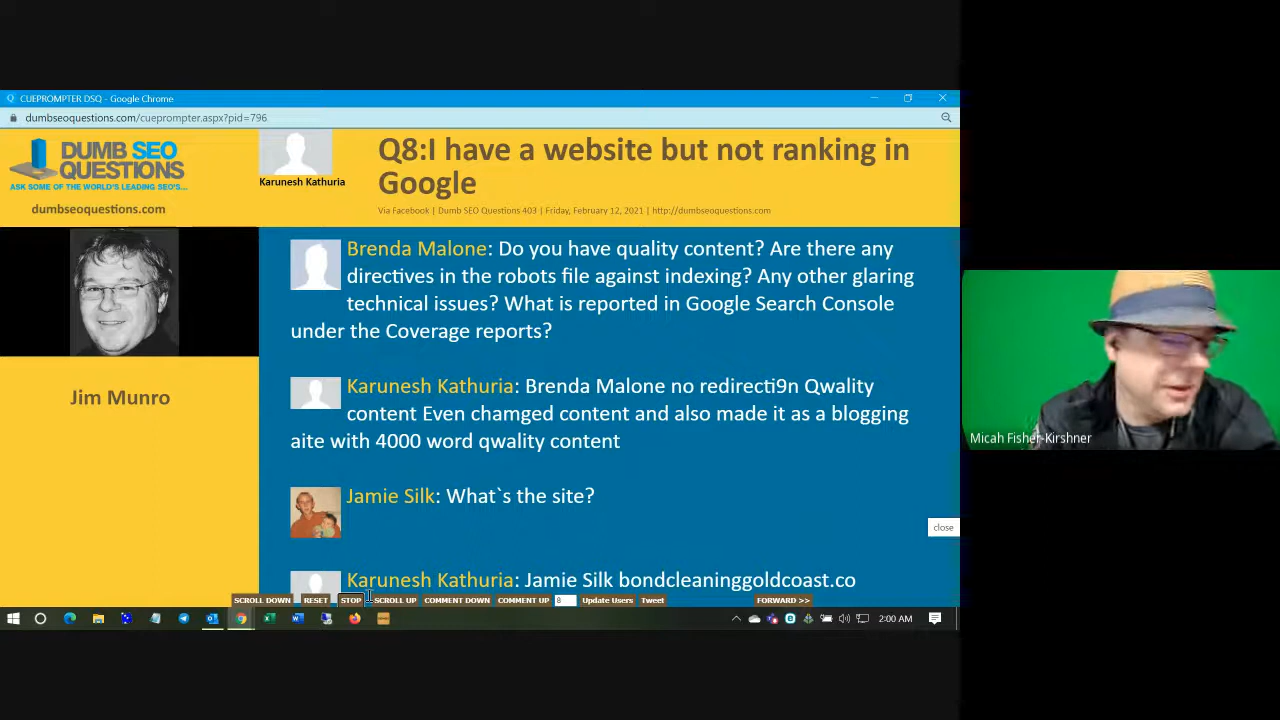 CUEPROMPTER DSQ - Google Chrome
dumbseoquestions.com/cueprompter.aspx?pid=796
DUMB SEO
QUESTIONS
ASK SOME OF THE WORLD'S LEADING SEO'S...
dumbseoquestions.com
Karunesh Kathuria
Q8:I have a website but not ranking in
Google
Via Facebook | Dumb SEO Questions 403 | Friday, February 12, 2021 | http://dumbseoquestions.com
Jim Munro
Brenda Malone: Do you have quality content? Are there any
directives in the robots file against indexing? Any other glaring
technical issues? What is reported in Google Search Console
under the Coverage reports?
Karunesh Kathuria: Brenda Malone no redirecti9n Qwality
content Even chamged content and also made it as a blogging
aite with 4000 word qwality content
Jamie Silk: What`s the site?
close
Karunesh Kathuria: Jamie Silk bondcleaninggoldcoast.co
SCROLL DOWN RESET STOP SCROLL UP COMMENT DOWN COMMENT UP 8 Update Users Tweet FORWARD >>
2:00 AM
Micah Fisher-Kirshner